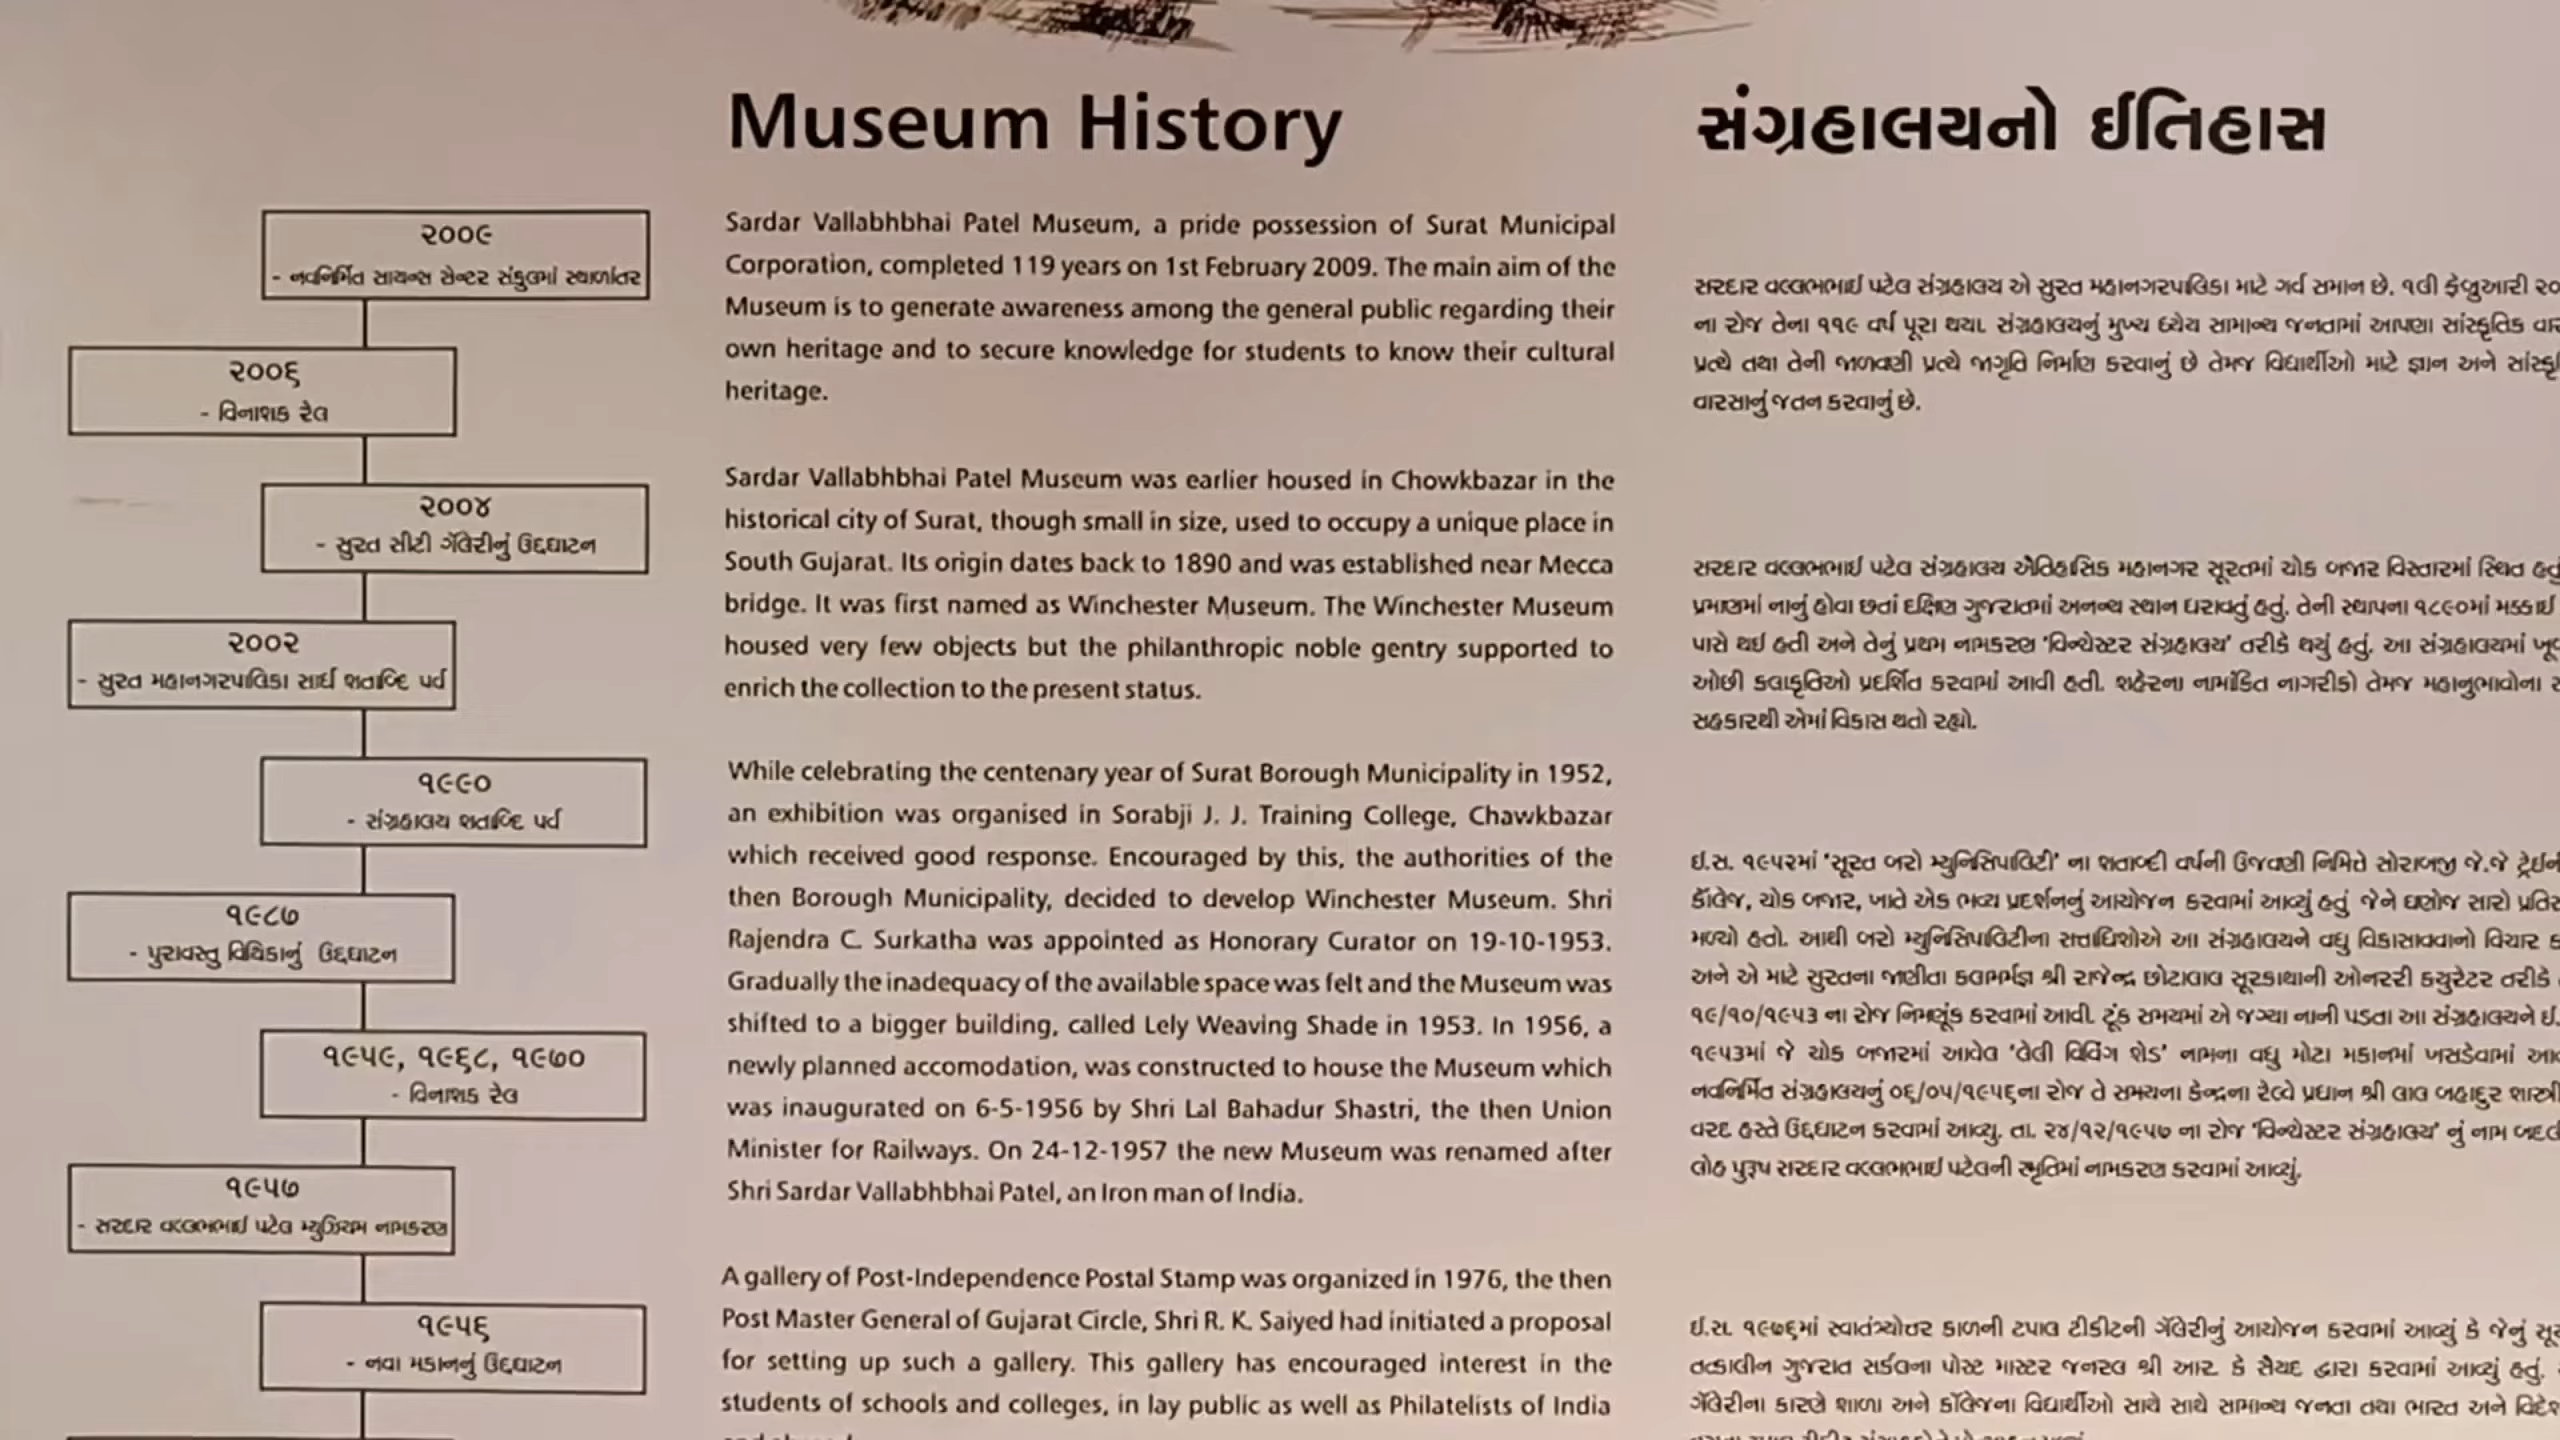 Museum History
સંગ્રહાલયનો ઈતિહાસ
૨૦૦૯
- નવનિર્મિત સાયન્સ સેન્ટર સંકુલમાં સ્થળાંતર
૨૦૦૬
- વિનાશક રેલ
૨૦૦૪
- સુરત સીટી ગૅલેરીનું ઉદ્દઘાટન
૨૦૦૨
- સુરત મહાનગરપાલિકા સાર્ધ શતાબ્દિ પર્વ
૧૯૯૦
- સંગ્રહાલય શતાબ્દિ પર્વ
૧૯૮૭
- પુરાવસ્તુ વિથિકાનું ઉદ્દઘાટન
૧૯૫૯, ૧૯૬૮, ૧૯૭૦
- વિનાશક રેલ
૧૯૫૭
- સરદાર વલ્લભભાઈ પટેલ મ્યુઝિયમ નામકરણ
૧૯૫૬
- નવા મકાનનું ઉદ્દઘાટન
Sardar Vallabhbhai Patel Museum, a pride possession of Surat Municipal
Corporation, completed 119 years on 1st February 2009. The main aim of the
Museum is to generate awareness among the general public regarding their
own heritage and to secure knowledge for students to know their cultural
heritage.
Sardar Vallabhbhai Patel Museum was earlier housed in Chowkbazar in the
historical city of Surat, though small in size, used to occupy a unique place in
South Gujarat. Its origin dates back to 1890 and was established near Mecca
bridge. It was first named as Winchester Museum. The Winchester Museum
housed very few objects but the philanthropic noble gentry supported to
enrich the collection to the present status.
While celebrating the centenary year of Surat Borough Municipality in 1952,
an exhibition was organised in Sorabji J. J. Training College, Chawkbazar
which received good response. Encouraged by this, the authorities of the
then Borough Municipality, decided to develop Winchester Museum. Shri
Rajendra C. Surkatha was appointed as Honorary Curator on 19-10-1953.
Gradually the inadequacy of the available space was felt and the Museum was
shifted to a bigger building, called Lely Weaving Shade in 1953. In 1956, a
newly planned accomodation, was constructed to house the Museum which
was inaugurated on 6-5-1956 by Shri Lal Bahadur Shastri, the then Union
Minister for Railways. On 24-12-1957 the new Museum was renamed after
Shri Sardar Vallabhbhai Patel, an Iron man of India.
A gallery of Post-Independence Postal Stamp was organized in 1976, the then
Post Master General of Gujarat Circle, Shri R. K. Saiyed had initiated a proposal
for setting up such a gallery. This gallery has encouraged interest in the
students of schools and colleges, in lay public as well as Philatelists of India
સરદાર વલ્લભભાઈ પટેલ સંગ્રહાલય એ સુરત મહાનગરપાલિકા માટે ગર્વ સમાન છે. ૧લી ફેબ્રુઆરી
ના રોજ તેના ૧૧૯ વર્ષ પૂરા થયા. સંગ્રહાલયનું મુખ્ય ધ્યેય સામાન્ય જનતામાં આપણા સાંસ્કૃતિક
પ્રત્યે તથા તેની જાળવણી પ્રત્યે જાગૃતિ નિર્માણ કરવાનું છે તેમજ વિદ્યાર્થીઓ માટે જ્ઞાન અને
વારસાનું જતન કરવાનું છે.
સરદાર વલ્લભભાઈ પટેલ સંગ્રહાલય ઐતિહાસિક મહાનગર સૂરતમાં ચોક બજાર વિસ્તારમાં સ્થિત
પ્રમાણમાં નાનું હોવા છતાં દક્ષિણ ગુજરાતમાં અનન્ય સ્થાન ધરાવતું હતું. તેની સ્થાપના ૧૮૯૦માં મક્કાઈ
પાસે થઈ હતી અને તેનું પ્રથમ નામકરણ 'વિન્ચેસ્ટર સંગ્રહાલય' તરીકે થયું હતું. આ સંગ્રહાલયમાં
ઓછી કલાકૃતિઓ પ્રદર્શિત કરવામાં આવી હતી. શહેરના નામાંકિત નાગરીકો તેમજ મહાનુભાવોના
સહકારથી એમાં વિકાસ થતો રહ્યો.
ઈ.સ. ૧૯૫૨માં 'સૂરત બરો મ્યુનિસિપાલિટી' ના શતાબ્દી વર્ષની ઉજવણી નિમિત્તે સોરાબજી જે.જે
કૉલેજ, ચોક બજાર, ખાતે એક ભવ્ય પ્રદર્શનનું આયોજન કરવામાં આવ્યું હતું જેને ઘણોજ સારો
મળ્યો હતો. આથી બરો મ્યુનિસિપાલિટીના સત્તાધિશોએ આ સંગ્રહાલયને વધુ વિકાસાવવાનો વિચાર
અને એ માટે સુરતના જાણીતા કલામર્મજ્ઞ શ્રી રાજેન્દ્ર છોટાલાલ સૂરકાથાની ઓનરરી ક્યુરેટર તરીકે
૧૯/૧૦/૧૯૫૩ ના રોજ નિમણૂંક કરવામાં આવી. ટૂંક સમયમાં એ જગ્યા નાની પડતા આ સંગ્રહાલયને ઈ.
૧૯૫૩માં જે ચોક બજારમાં આવેલ 'લેલી વિવિંગ શેડ' નામના વધુ મોટા મકાનમાં ખસેડવામાં
નવનિર્મિત સંગ્રહાલયનું ૦૬/૦૫/૧૯૫૬ના રોજ તે સમયના કેન્દ્રના રેલ્વે પ્રધાન શ્રી લાલ બહાદુર
વરદ હસ્તે ઉદ્દઘાટન કરવામાં આવ્યુ. તા. ૨૪/૧૨/૧૯૫૭ ના રોજ 'વિન્ચેસ્ટર સંગ્રહાલય' નું નામ
લોહ પુરૂષ સરદાર વલ્લભભાઈ પટેલની સ્મૃતિમાં નામકરણ કરવામાં આવ્યું.
ઈ.સ. ૧૯૭૬માં સ્વાતંત્ર્યોત્તર કાળની ટપાલ ટીકીટની ગૅલેરીનું આયોજન કરવામાં આવ્યું કે જેનું
તત્કાલીન ગુજરાત સર્કલના પોસ્ટ માસ્ટર જનરલ શ્રી આર. કે સૈયદ દ્વારા કરવામાં આવ્યું હતું.
ગૅલેરીના કારણે શાળા અને કૉલેજના વિદ્યાર્થીઓ સાથે સાથે સામાન્ય જનતા તથા ભારત અને